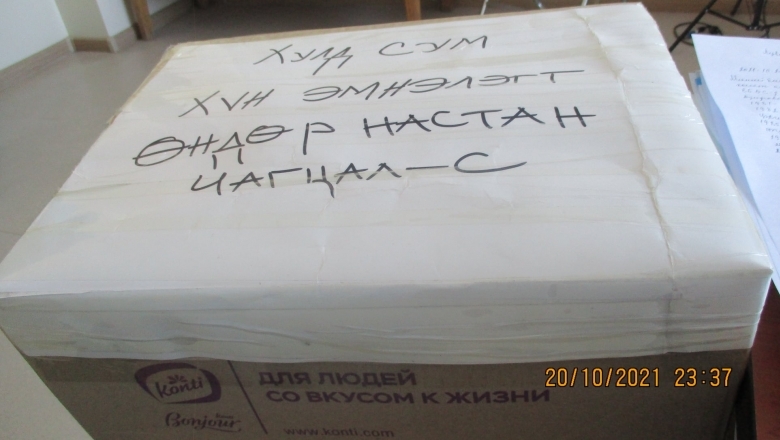 ХУЛД СУМ
ХҮН ЭМНЭЛЭГТ
ӨНДӨР НАСТАН
ЧАГЦАЛ-С
Konti
Bonjour
ДЛЯ ЛЮДЕЙ
СО ВКУСОМ К ЖИЗНИ
www.konti.com
20/10/2021 23:37